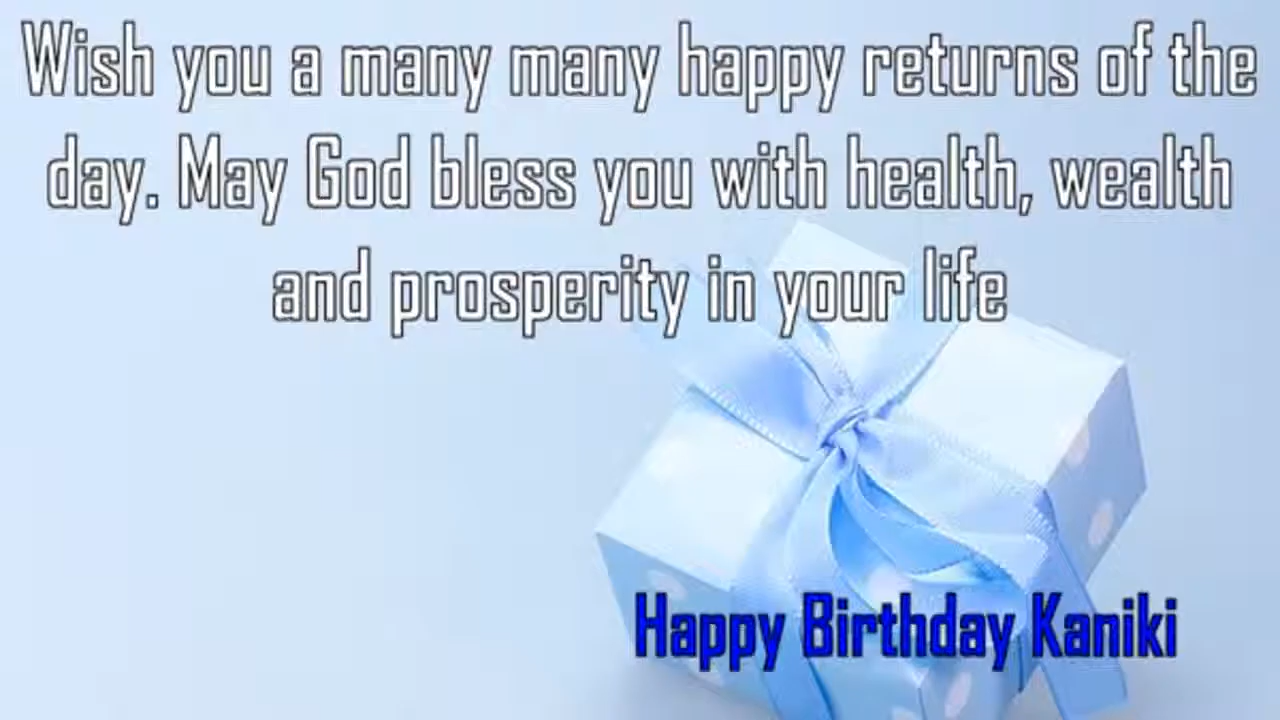 Wish you a many many happy returns of the
day. May God bless you with health, wealth
and prosperity in your life
Happy Birthday Kaniki